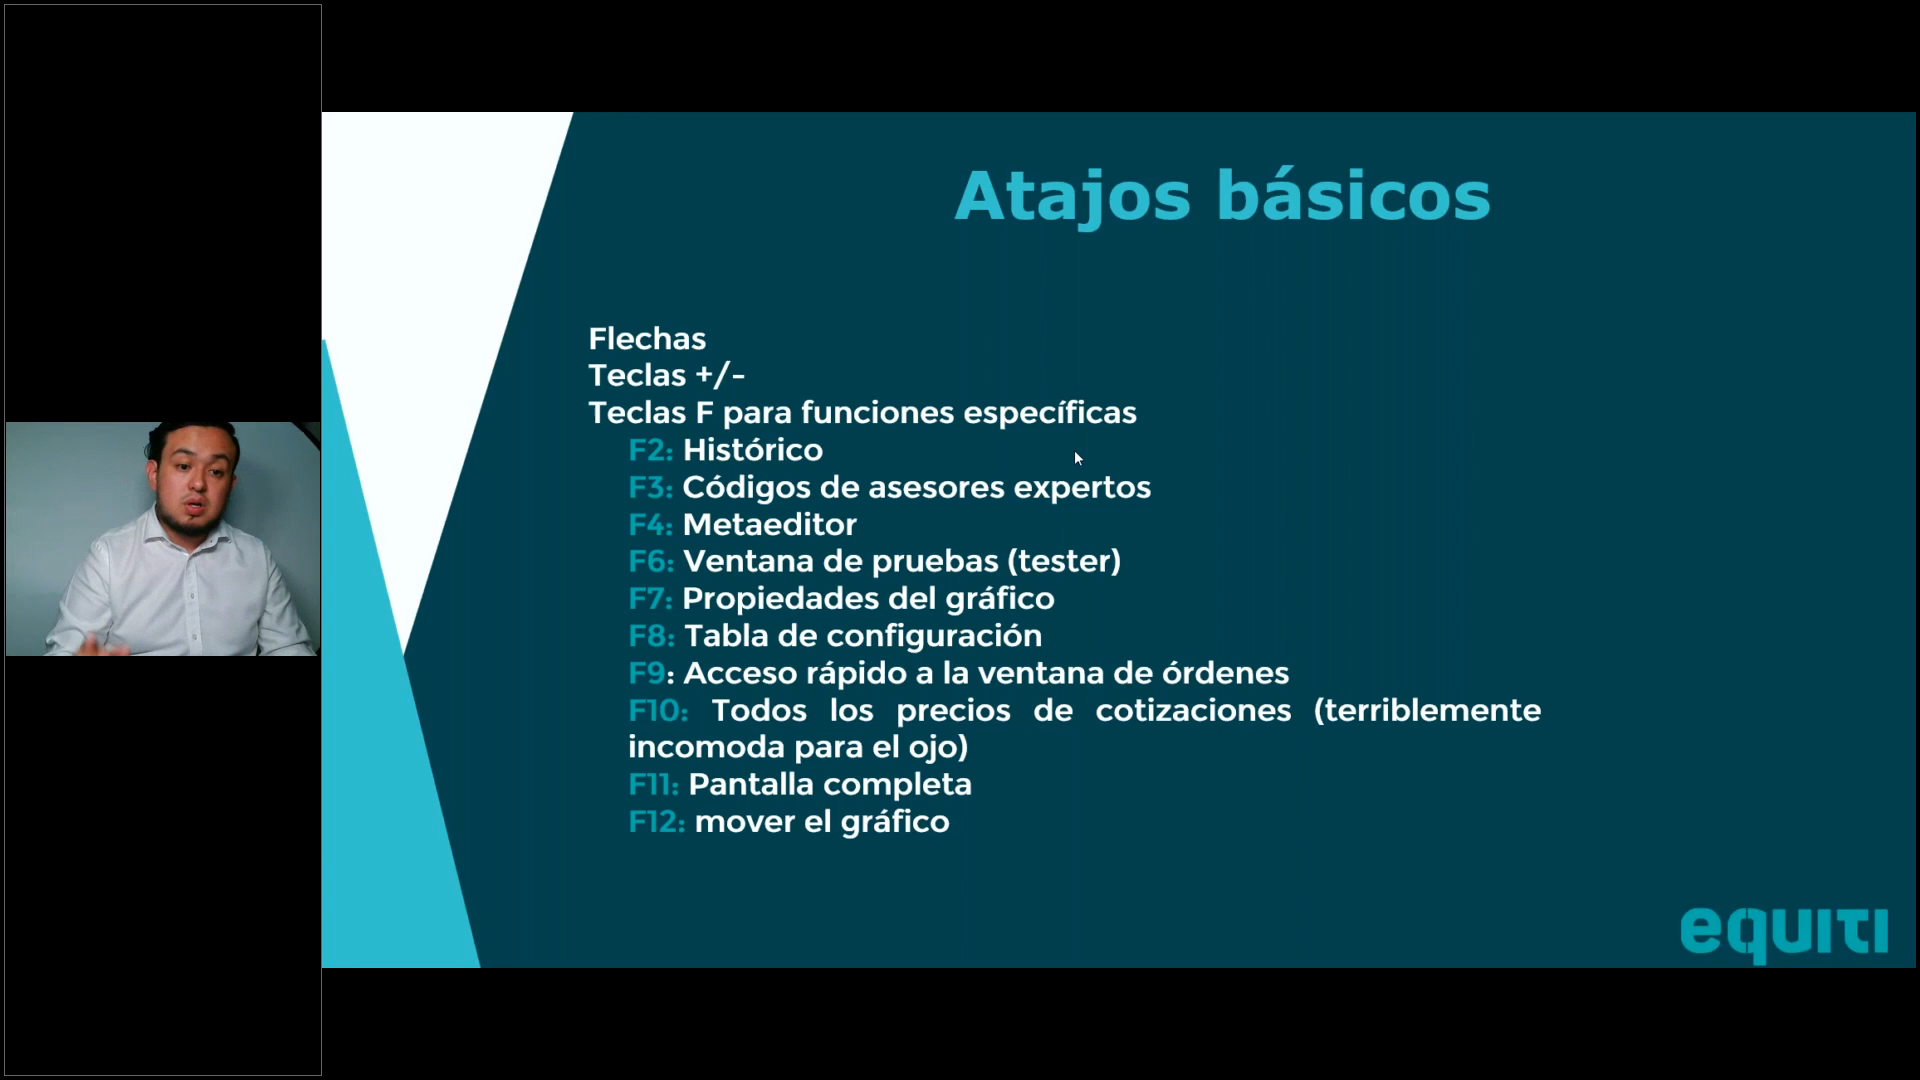 Atajos básicos
Flechas
Teclas +/-
Teclas F para funciones específicas
F2: Histórico
F3: Códigos de asesores expertos
F4: Metaeditor
F6: Ventana de pruebas (tester)
F7: Propiedades del gráfico
F8: Tabla de configuración
F9: Acceso rápido a la ventana de órdenes
F10: Todos los precios de cotizaciones (terriblemente
incomoda para el ojo)
F11: Pantalla completa
F12: mover el gráfico
equiti